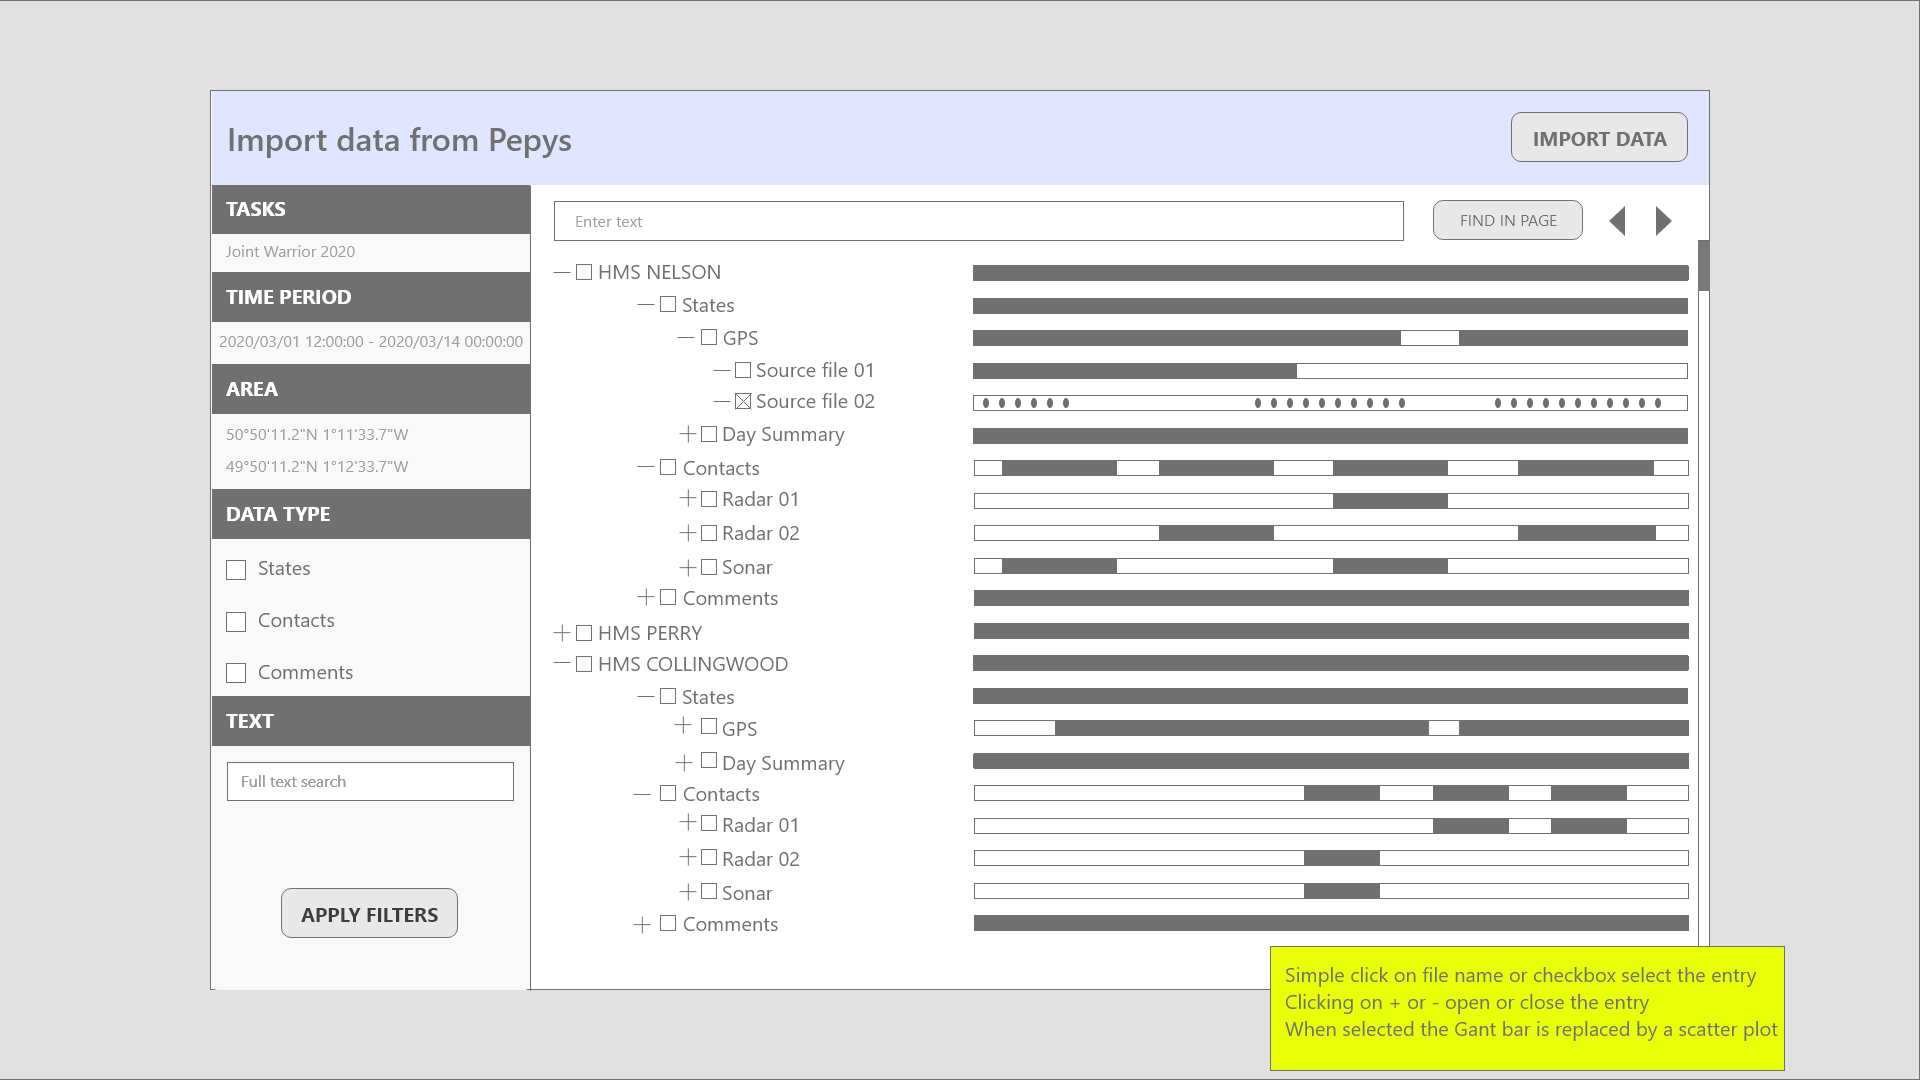 Import data from Pepys
IMPORT DATA
TASKS
Joint Warrior 2020
TIME PERIOD
2020/03/01 12:00:00 - 2020/03/14 00:00:00
AREA
50°50'11.2"N 1°11'33.7"W
49°50'11.2"N 1°12'33.7"W
DATA TYPE
States
Contacts
Comments
TEXT
Full text search
APPLY FILTERS
Enter text
FIND IN PAGE
HMS NELSON
States
GPS
Source file 01
Source file 02
Day Summary
Contacts
Radar 01
Radar 02
Sonar
Comments
HMS PERRY
HMS COLLINGWOOD
States
GPS
Day Summary
Contacts
Radar 01
Radar 02
Sonar
Comments
Simple click on file name or checkbox select the entry
Clicking on + or - open or close the entry
When selected the Gant bar is replaced by a scatter plot